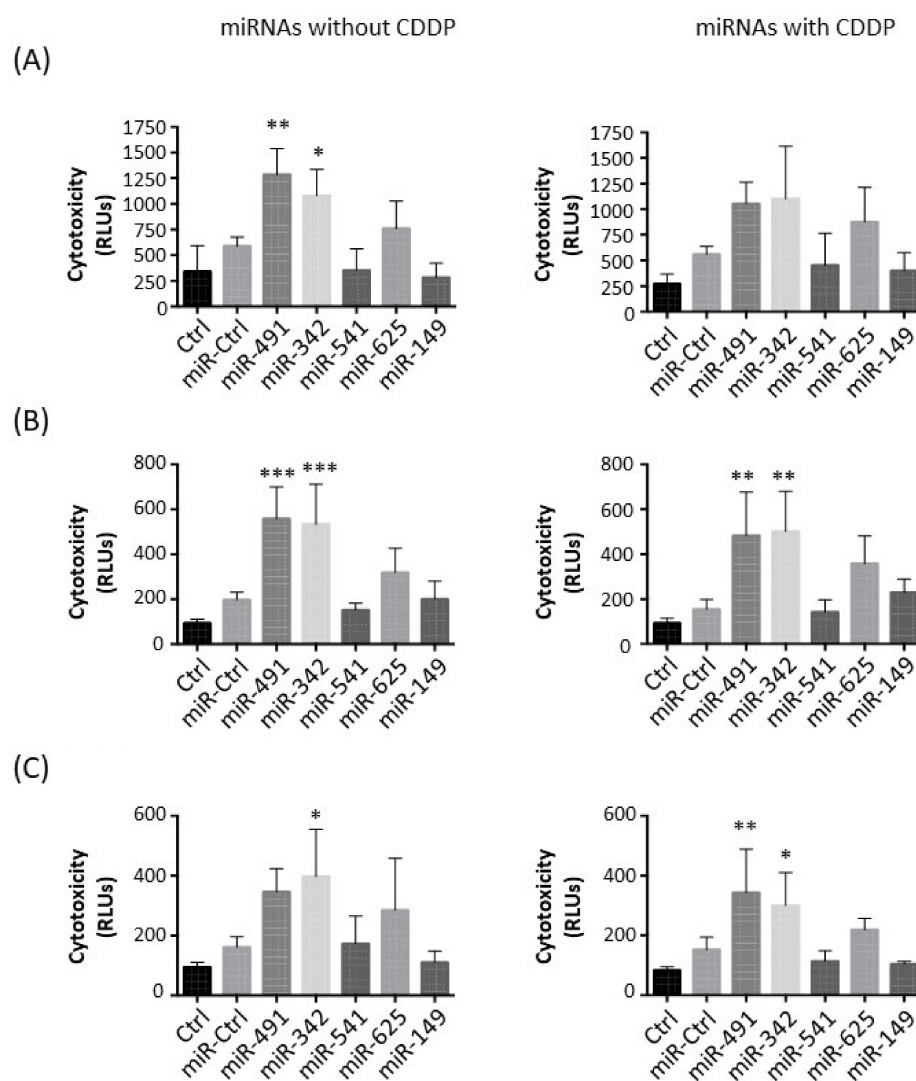 miRNAs without CDDP
miRNAs with CDDP
(A)
Cytotoxicity
(RLUs)
1750
1500
1250
1000
750
500
250
0
**
*
Ctrl
miR-Ctrl
miR-491
miR-342
miR-541
miR-625
miR-149
Cytotoxicity
(RLUs)
1750
1500
1250
1000
750
500
250
0
Ctrl
miR-Ctrl
miR-491
miR-342
miR-541
miR-625
miR-149
(B)
Cytotoxicity
(RLUs)
800
600
400
200
0
***
***
Ctrl
miR-Ctrl
miR-491
miR-342
miR-541
miR-625
miR-149
Cytotoxicity
(RLUs)
800
600
400
200
0
**
**
Ctrl
miR-Ctrl
miR-491
miR-342
miR-541
miR-625
miR-149
(C)
Cytotoxicity
(RLUs)
600
400
200
0
*
Ctrl
miR-Ctrl
miR-491
miR-342
miR-541
miR-625
miR-149
Cytotoxicity
(RLUs)
600
400
200
0
**
*
Ctrl
miR-Ctrl
miR-491
miR-342
miR-541
miR-625
miR-149